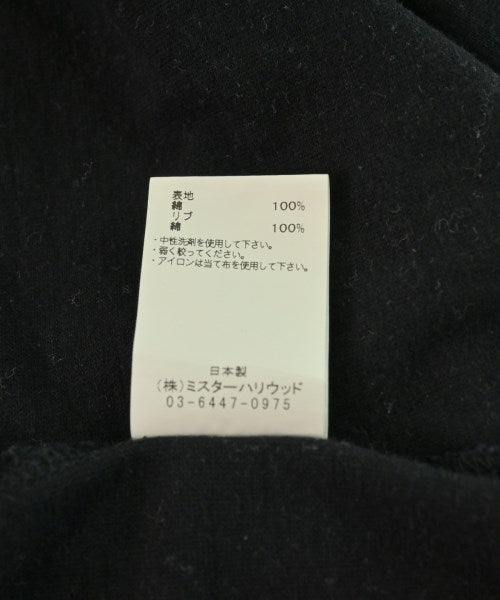 表地
綿 100%
リブ
綿 100%
・中性洗剤を使用して下さい。
・弱く絞ってください。
・アイロンは当て布を使用して下さい。
日本製
(株)ミスターハリウッド
03-6447-0975